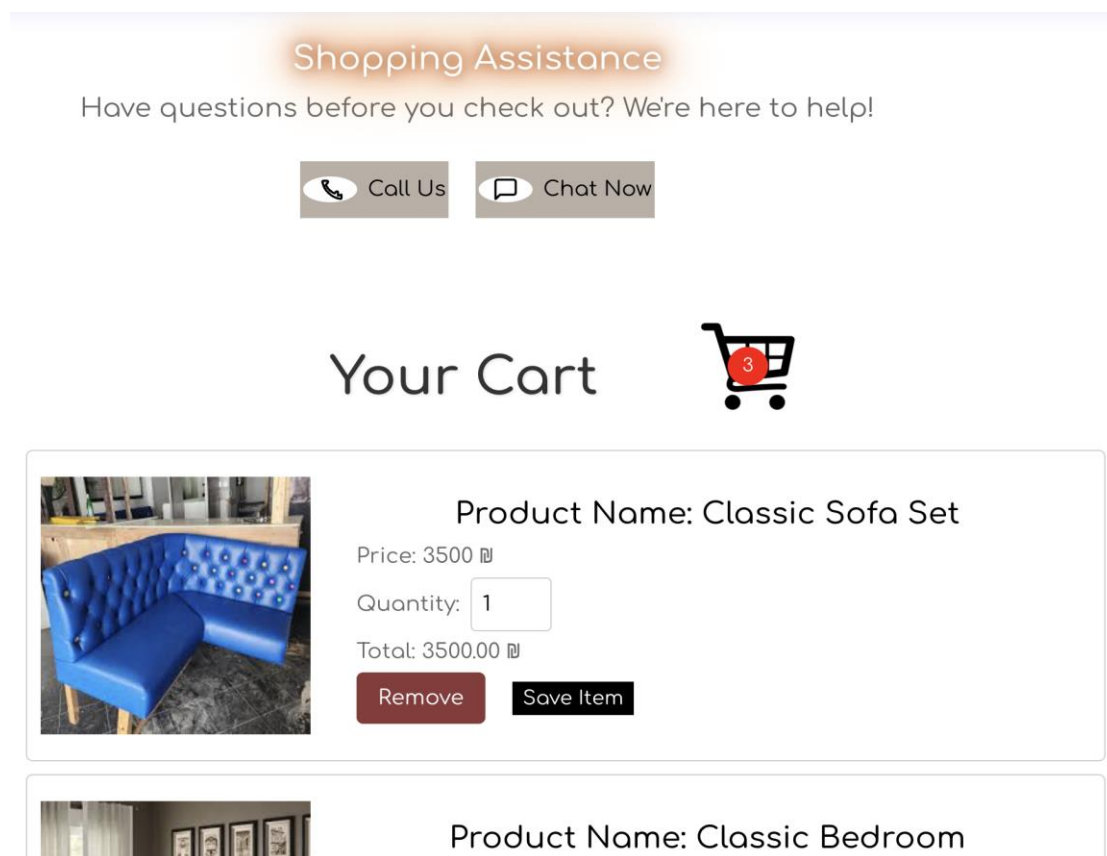 Shopping Assistance
Have questions before you check out? We're here to help!
Call Us Chat Now
Your Cart 3
Product Name: Classic Sofa Set
Price: 3500 ₪
Quantity: 1
Total: 3500.00 ₪
Remove Save Item
Product Name: Classic Bedroom